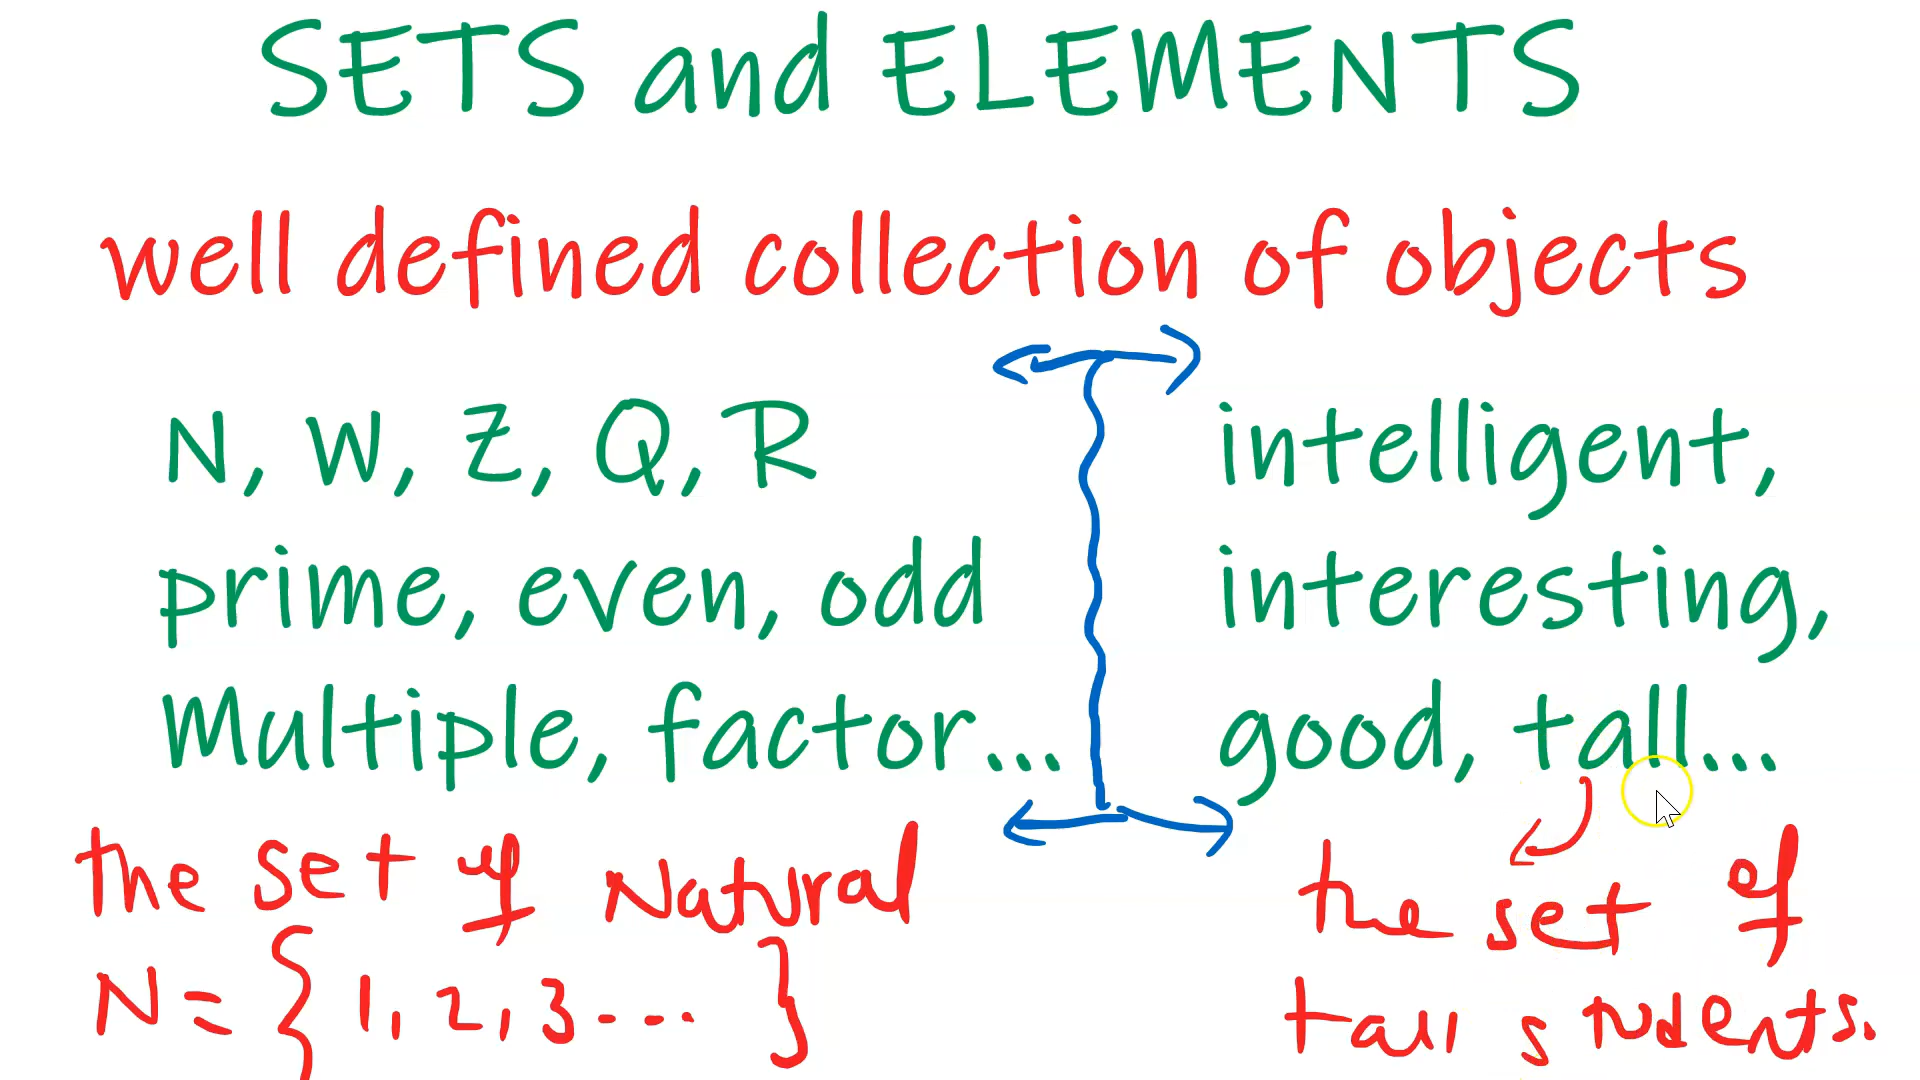 SETS and ELEMENTS
well defined collection of objects
N, W, Z, Q, R
prime, even, odd
Multiple, factor...
the set of Natural
N = { 1, 2, 3 --- }
intelligent,
interesting,
good, tall...
the set of
tall students.